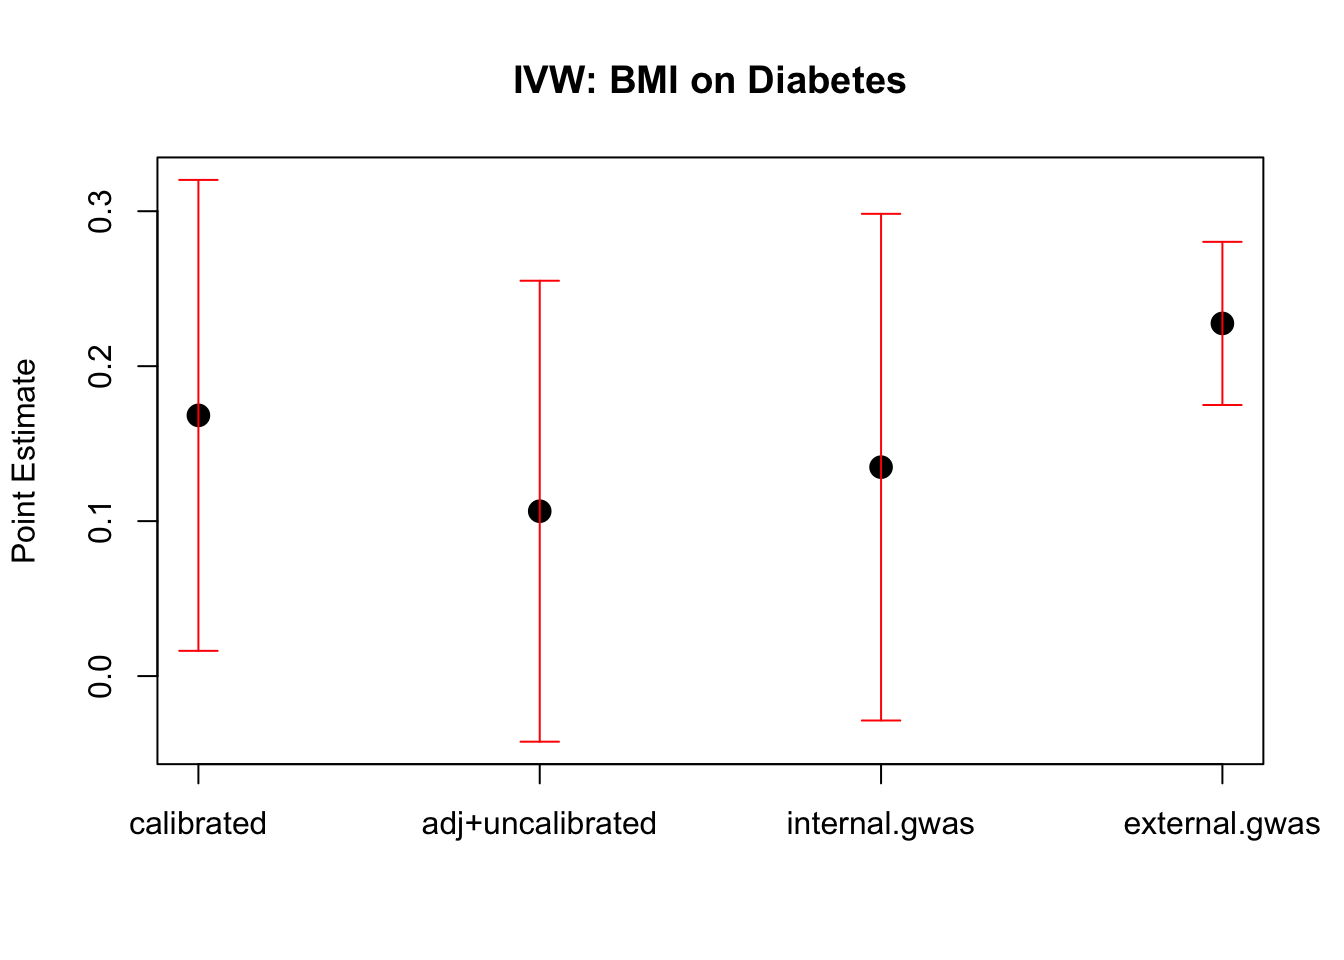 IVW: BMI on Diabetes
Point Estimate
0.3
0.2
0.1
0.0
calibrated
adj+uncalibrated
internal.gwas
external.gwas